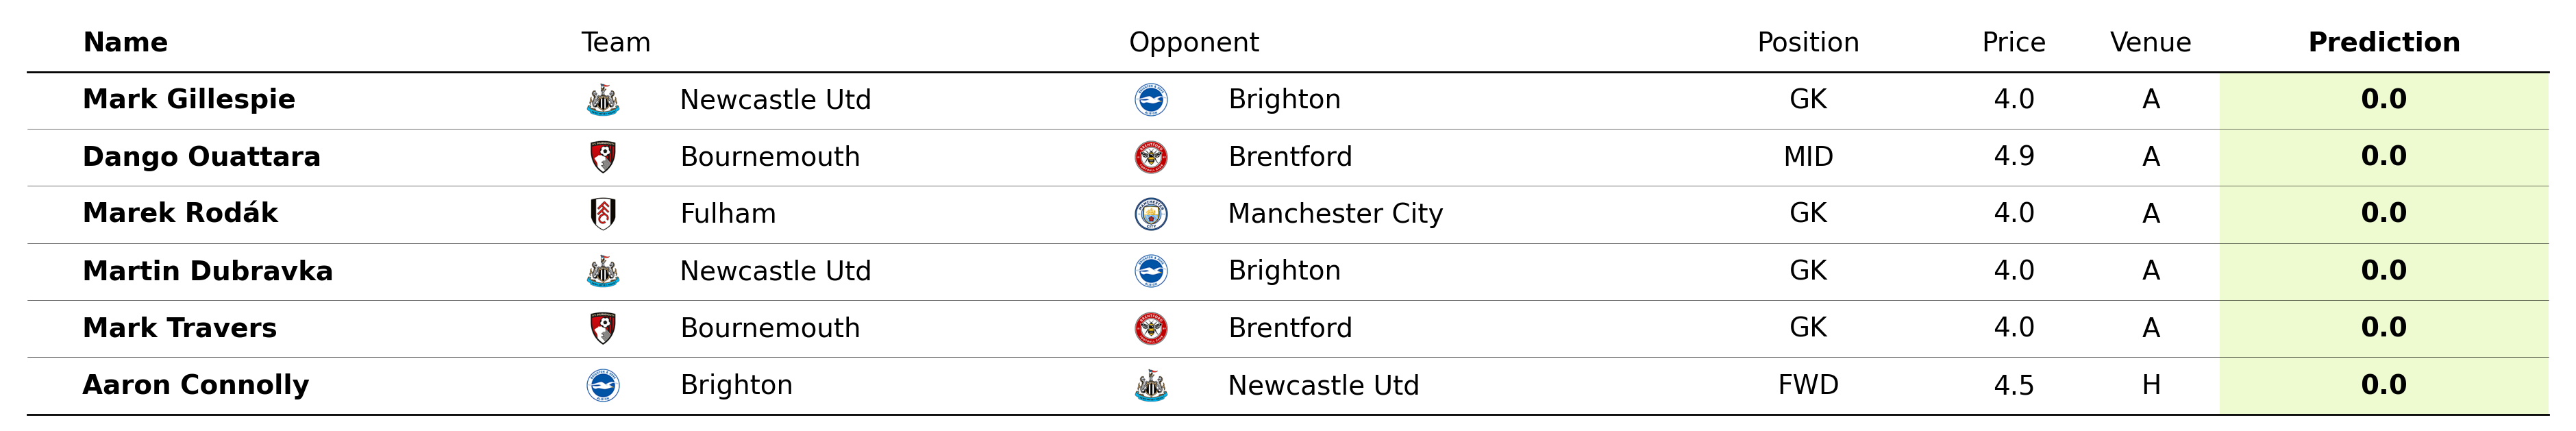 Name Team Opponent Position Price Venue Prediction
Mark Gillespie Newcastle Utd Brighton GK 4.0 A 0.0
Dango Ouattara Bournemouth Brentford MID 4.9 A 0.0
Marek Rodák Fulham Manchester City GK 4.0 A 0.0
Martin Dubravka Newcastle Utd Brighton GK 4.0 A 0.0
Mark Travers Bournemouth Brentford GK 4.0 A 0.0
Aaron Connolly Brighton Newcastle Utd FWD 4.5 H 0.0